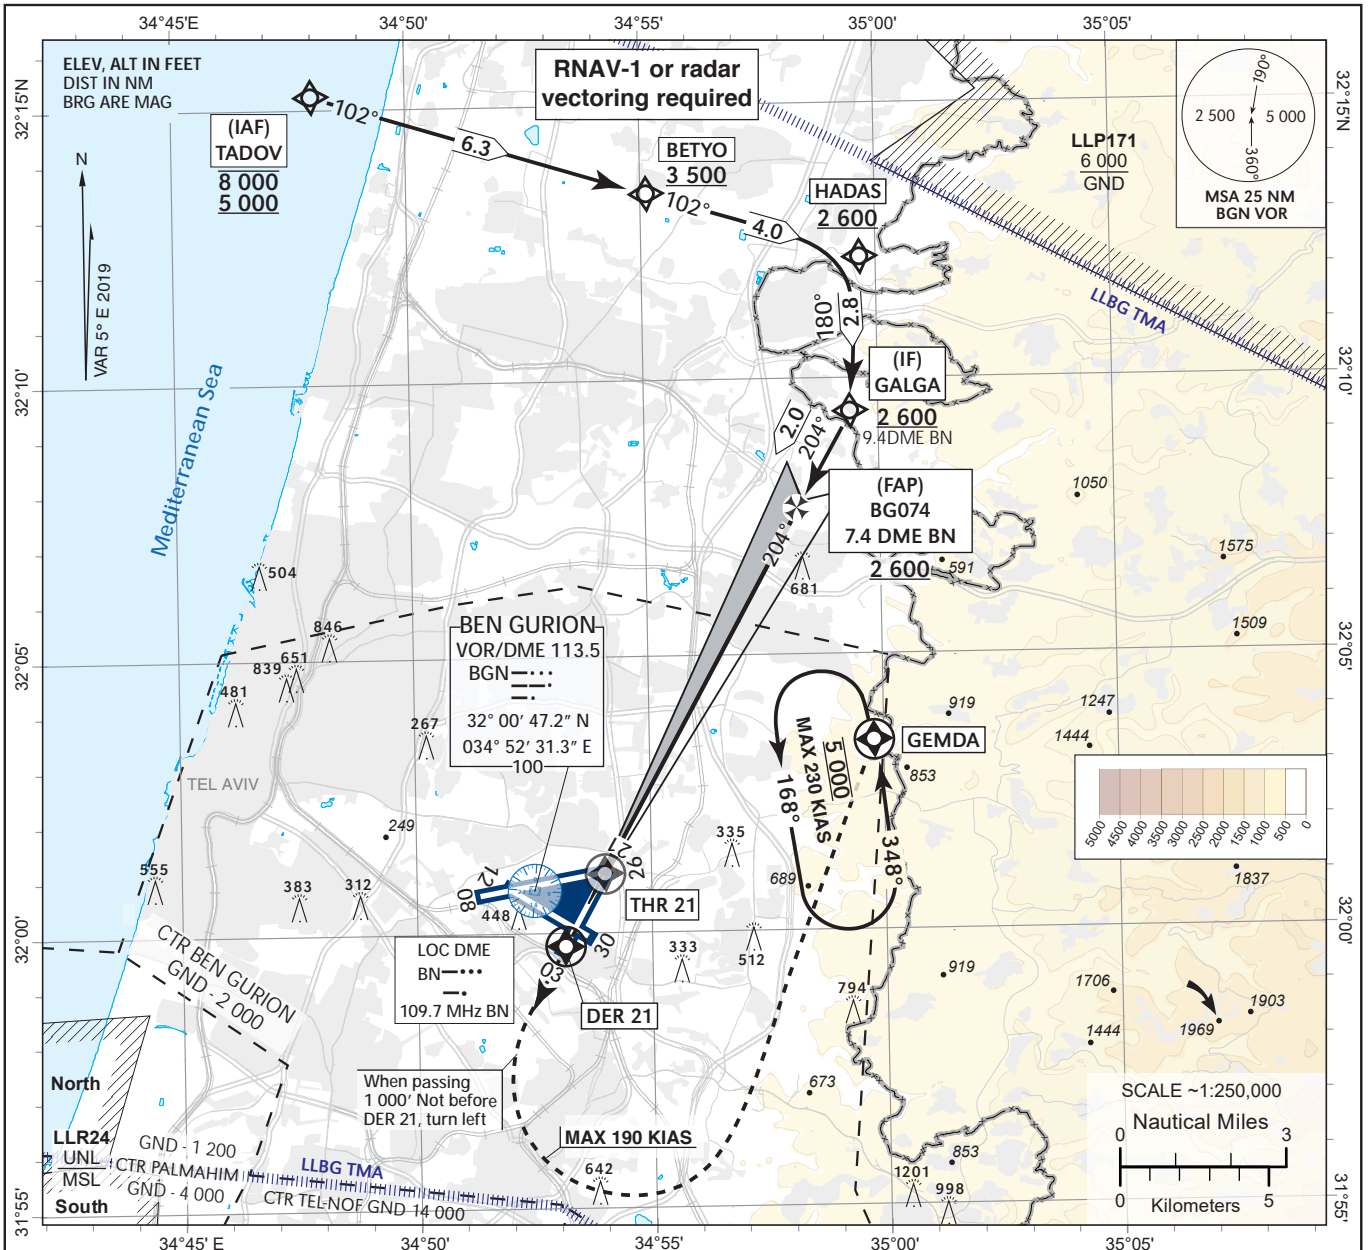 34°45'E
34°50'
34°55'
35°00'
35°05'
ELEV, ALT IN FEET
DIST IN NM
BRG ARE MAG
RNAV-1 or radar
vectoring required
32°15'N
32°15'N
102°
(IAF)
TADOV
8 000
5 000
6.3
BETYO
3 500
102°
4.0
HADAS
2 600
LLP171
6 000
GND
190°
2 500
5 000
360°
MSA 25 NM
BGN VOR
N
VAR 5° E 2019
LLBG TMA
180°
2.8
(IF)
GALGA
2 600
9.4DME BN
32°10'
32°10'
2.0
204°
Mediterranean Sea
(FAP)
BG074
7.4 DME BN
2 600
204°
1050
1575
591
681
504
1509
BEN GURION
VOR/DME 113.5
BGN
32° 00' 47.2" N
034° 52' 31.3" E
100
846
651
839
481
32°05'
32°05'
267
919
1247
1444
GEMDA
853
5 000
MAX 230 KIAS
168°
348°
TEL AVIV
249
335
5000
4500
4000
3500
3000
2500
2000
1500
1000
500
0
555
383
312
12
08
448
21
26
THR 21
689
1837
32°00'
32°00'
30
03
LOC DME
BN
109.7 MHz BN
DER 21
333
512
919
794
1706
1903
1969
1444
CTR BEN GURION
GND - 2 000
North
LLR24
UNL
MSL
South
When passing
1 000' Not before
DER 21, turn left
673
MAX 190 KIAS
642
SCALE ~1:250,000
Nautical Miles
0
3
0
5
Kilometers
GND - 1 200
CTR PALMAHIM
GND - 4 000
LLBG TMA
CTR TEL-NOF GND 14 000
853
1201
998
31°55'
31°55'
34°45' E
34°50'
34°55'
35°00'
35°05'